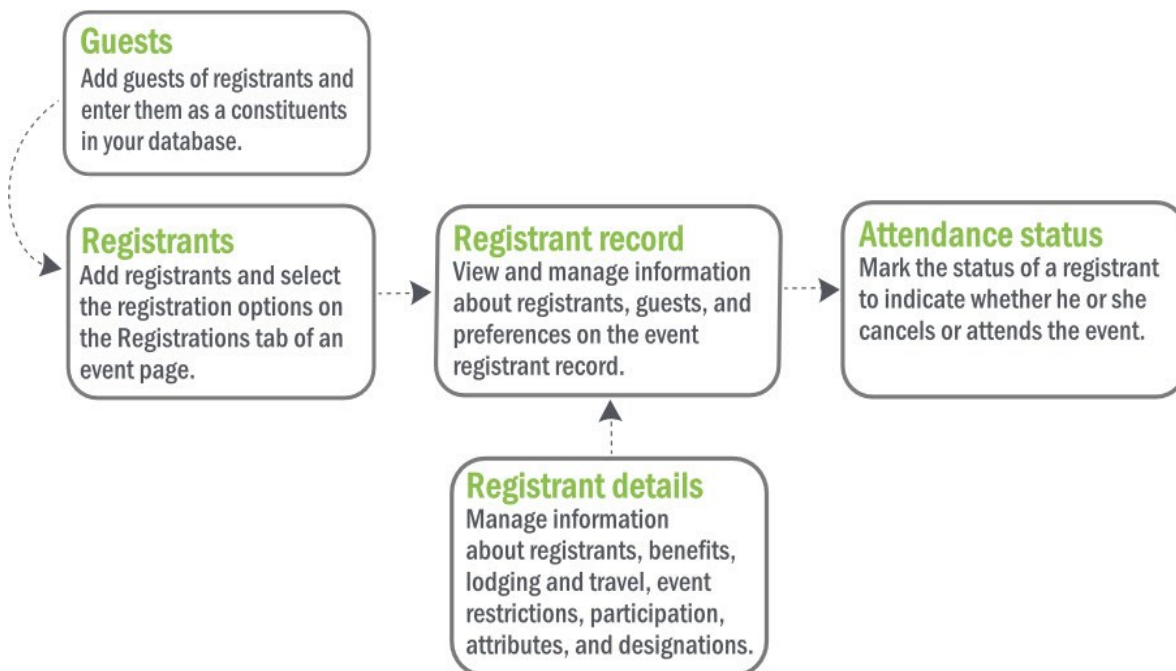 Guests
Add guests of registrants and
enter them as a constituents
in your database.
Registrants
Add registrants and select
the registration options on
the Registrations tab of an
event page.
Registrant record
View and manage information
about registrants, guests, and
preferences on the event
registrant record.
Attendance status
Mark the status of a registrant
to indicate whether he or she
cancels or attends the event.
Registrant details
Manage information
about registrants, benefits,
lodging and travel, event
restrictions, participation,
attributes, and designations.